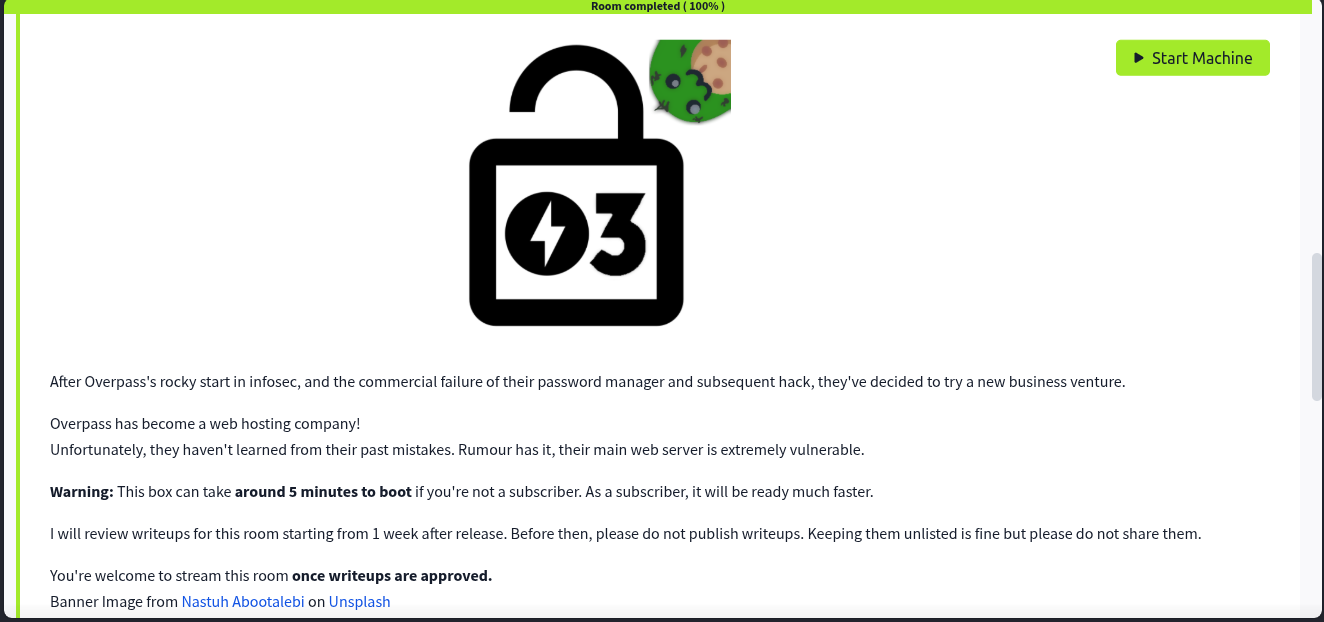 Room completed ( 100% )
Start Machine
3
After Overpass's rocky start in infosec, and the commercial failure of their password manager and subsequent hack, they've decided to try a new business venture.
Overpass has become a web hosting company!
Unfortunately, they haven't learned from their past mistakes. Rumour has it, their main web server is extremely vulnerable.
Warning: This box can take around 5 minutes to boot if you're not a subscriber. As a subscriber, it will be ready much faster.
I will review writeups for this room starting from 1 week after release. Before then, please do not publish writeups. Keeping them unlisted is fine but please do not share them.
You're welcome to stream this room once writeups are approved.
Banner Image from Nastuh Abootalebi on Unsplash